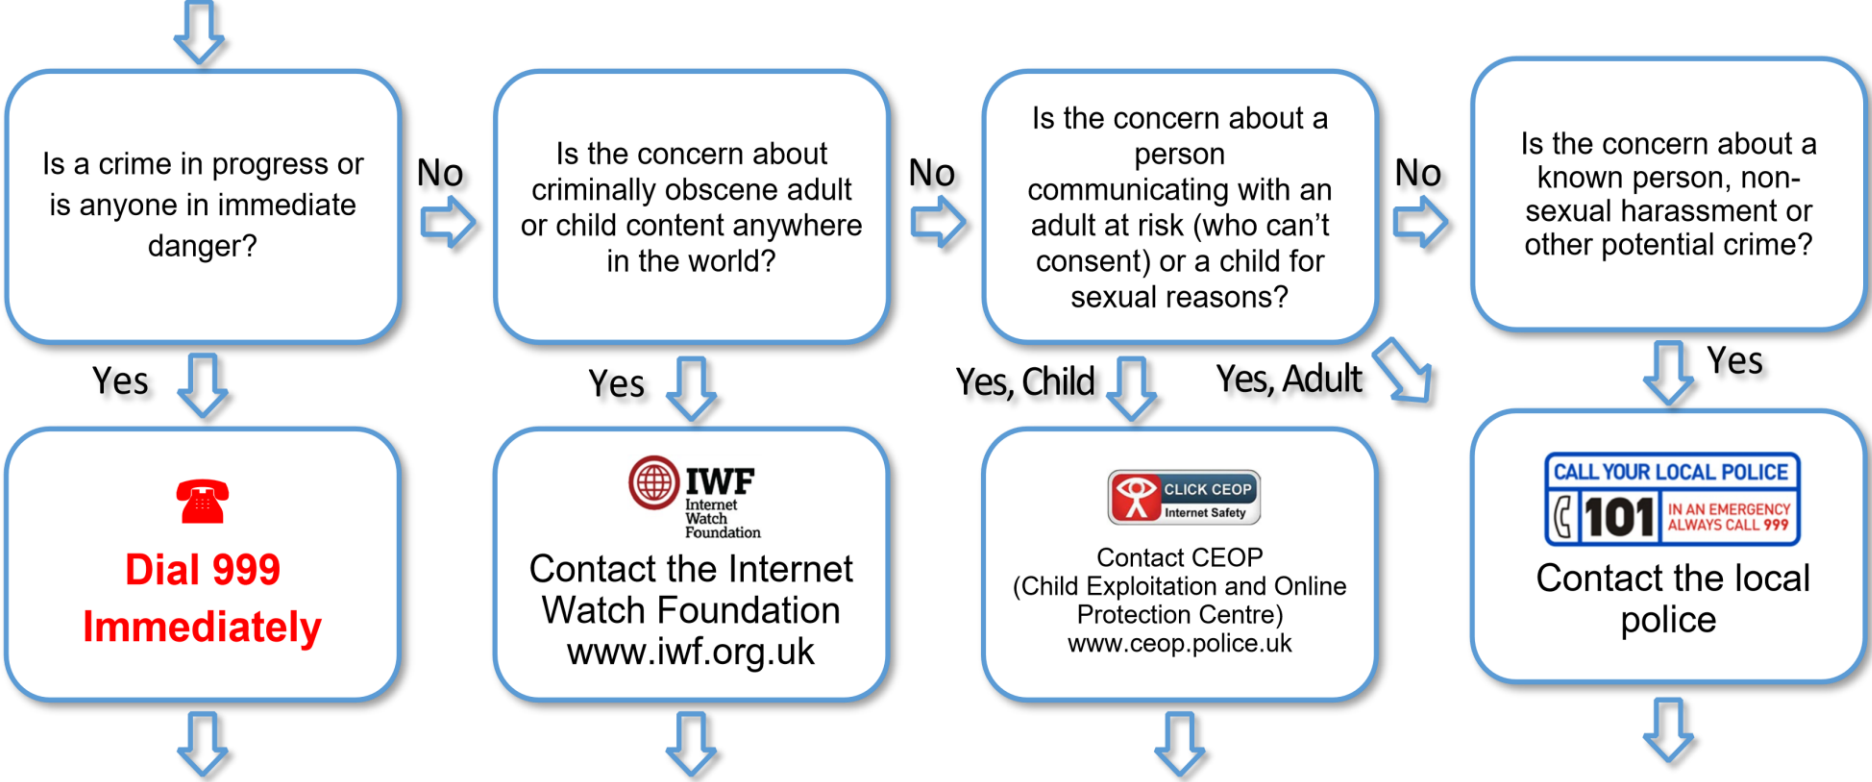 Is a crime in progress or
is anyone in immediate
danger?
No
Is the concern about
criminally obscene adult
or child content anywhere
in the world?
No
Is the concern about a
person
communicating with an
adult at risk (who can't
consent) or a child for
sexual reasons?
No
Is the concern about a
known person, non-
sexual harassment or
other potential crime?
Yes
Yes
Yes, Child
Yes, Adult
Yes
Dial 999
Immediately
IWF
Internet
Watch
Foundation
Contact the Internet
Watch Foundation
www.iwf.org.uk
CLICK CEOP
Internet Safety
Contact CEOP
(Child Exploitation and Online
Protection Centre)
www.ceop.police.uk
CALL YOUR LOCAL POLICE
101
IN AN EMERGENCY
ALWAYS CALL 999
Contact the local
police